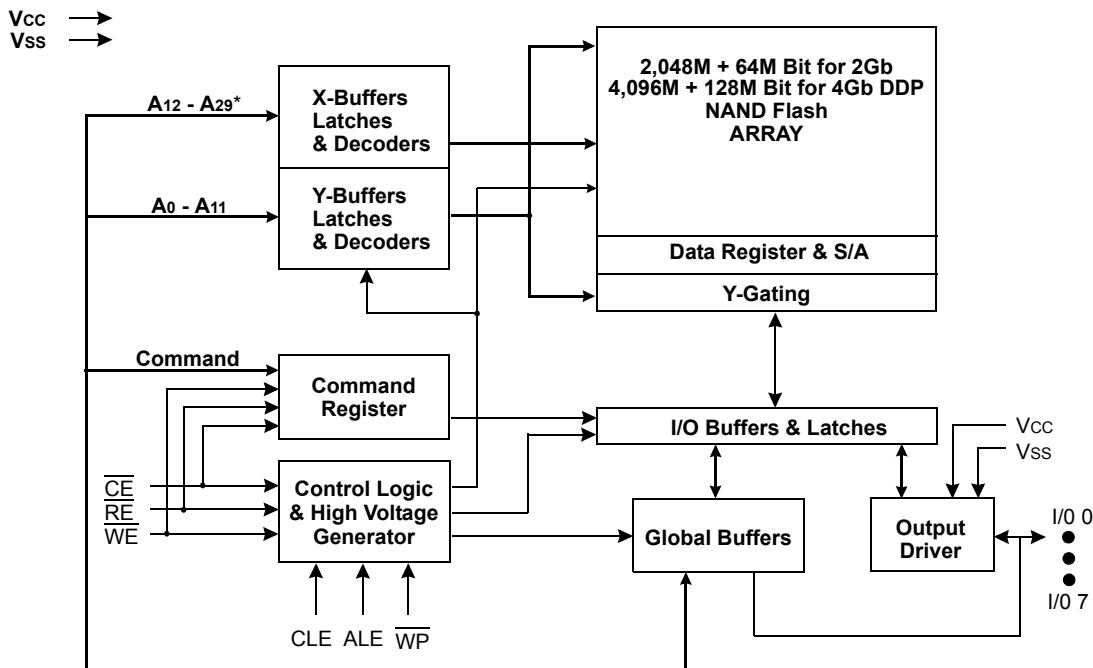 VCC
VSS
A12 - A29*
X-Buffers
Latches
& Decoders
A0 - A11
Y-Buffers
Latches
& Decoders
2,048M + 64M Bit for 2Gb
4,096M + 128M Bit for 4Gb DDP
NAND Flash
ARRAY
Data Register & S/A
Y-Gating
Command
Command
Register
I/O Buffers & Latches
VCC
VSS
CE
RE
WE
Control Logic
& High Voltage
Generator
Global Buffers
Output
Driver
I/0 0
I/0 7
CLE ALE WP